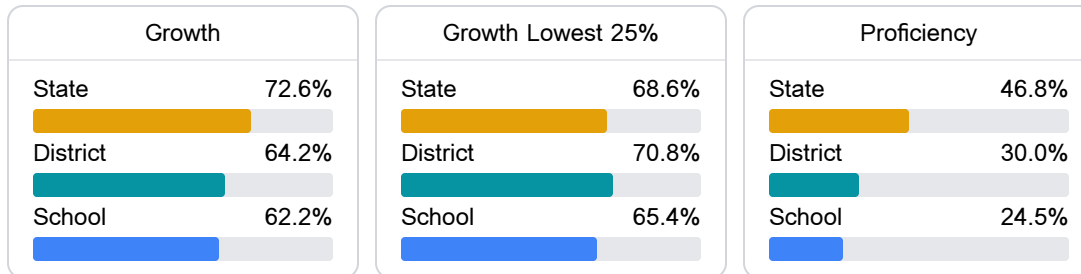 Growth
State 72.6%
District 64.2%
School 62.2%
Growth Lowest 25%
State 68.6%
District 70.8%
School 65.4%
Proficiency
State 46.8%
District 30.0%
School 24.5%